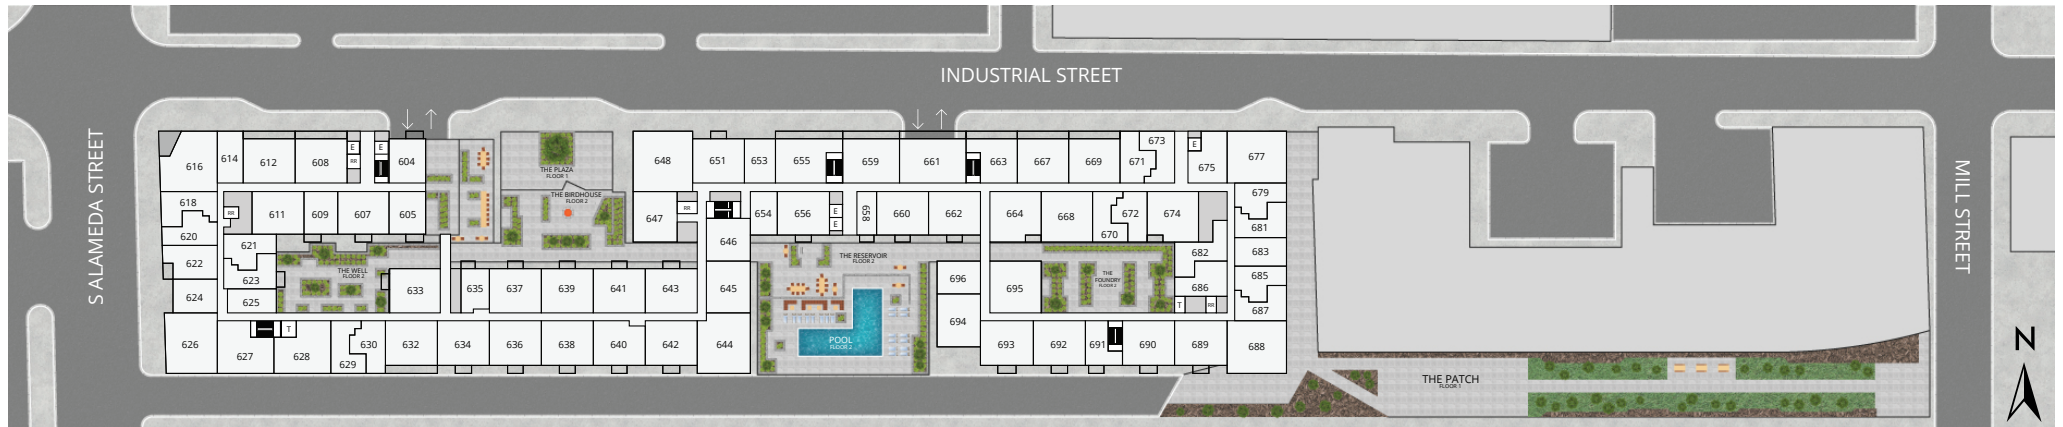 INDUSTRIAL STREET
S ALAMEDA STREET
MILL STREET
616
614
612
608
E
RR
E
604
THE PLAZA
FLOOR 1
648
651
653
655
659
661
663
667
669
671
673
E
675
677
618
620
RR
611
609
607
605
THE BIRDHOUSE
FLOOR 2
647
RR
654
656
E
E
658
660
662
664
668
670
672
674
679
681
646
622
621
623
THE WELL
FLOOR 2
THE RESERVOIR
FLOOR 2
682
683
624
625
633
635
637
639
641
643
645
696
695
THE
FOUNDRY
FLOOR 2
686
685
T
RR
687
694
626
627
T
628
629
630
632
634
636
638
640
642
644
POOL
FLOOR 2
693
692
691
690
689
688
THE PATCH
FLOOR 1
N